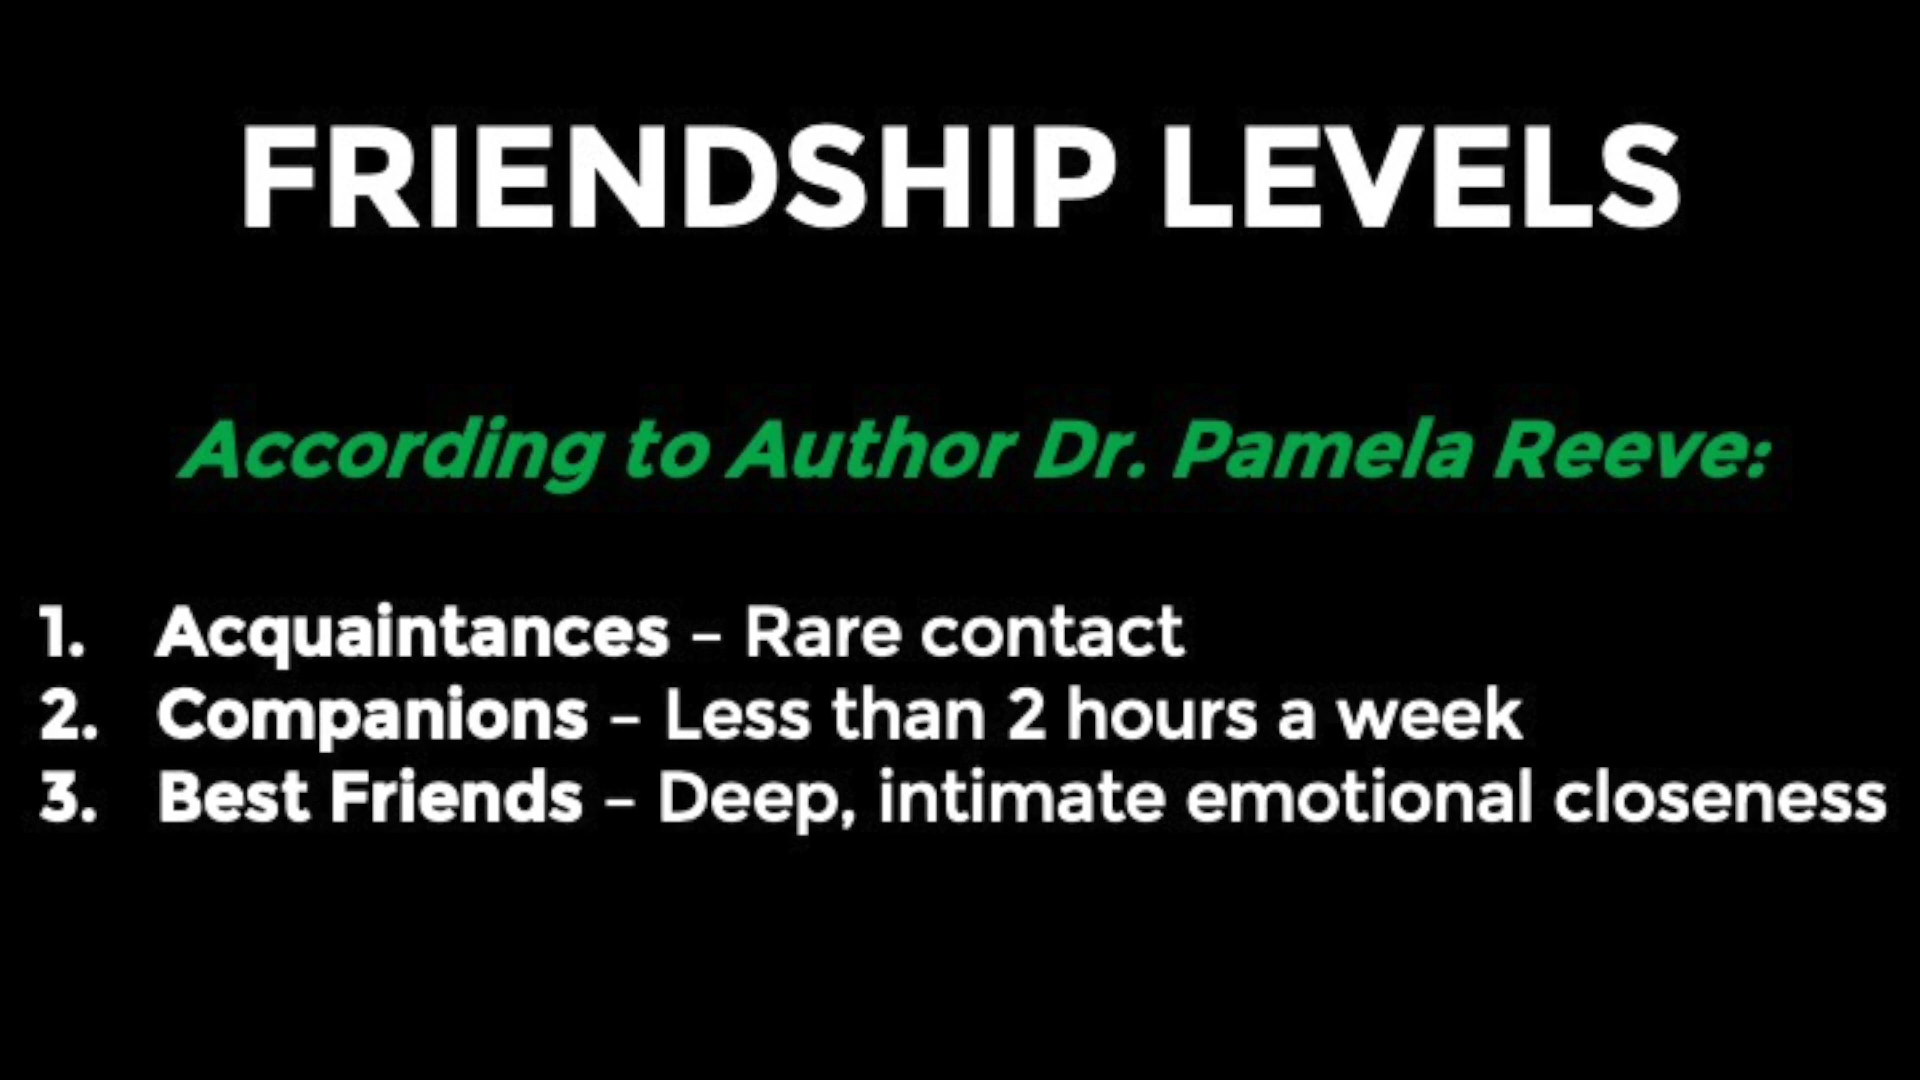 FRIENDSHIP LEVELS
According to Author Dr. Pamela Reeve:
1. Acquaintances – Rare contact
2. Companions – Less than 2 hours a week
3. Best Friends – Deep, intimate emotional closeness